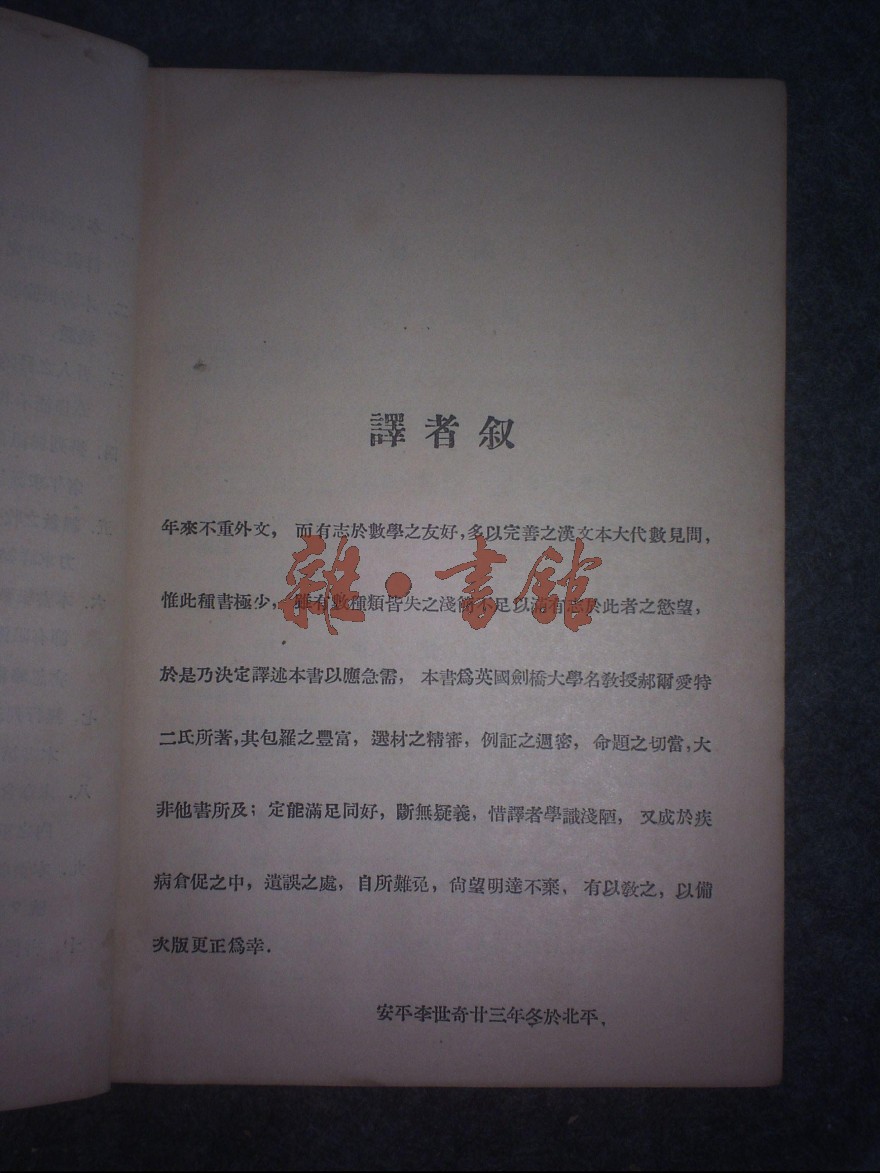 譯者叙
年來不重外文, 而有志於數學之友好,多以完善之漢文本大代數見問,
惟此種書極少, 雖有數種類皆失之淺簡不足以滿有志於此者之慾望,
於是乃決定譯述本書以應急需, 本書爲英國劍橋大學名敎授郝爾愛特
二氏所著,其包羅之豐富, 選材之精審, 例証之週密, 命題之切當,大
非他書所及; 定能滿足同好, 斷無疑義, 惜譯者學識淺陋, 又成於疾
病倉促之中, 遺誤之處, 自所難免, 尙望明達不棄, 有以敎之, 以備
次版更正爲幸.
安平李世奇廿三年冬於北平.
雜·書館